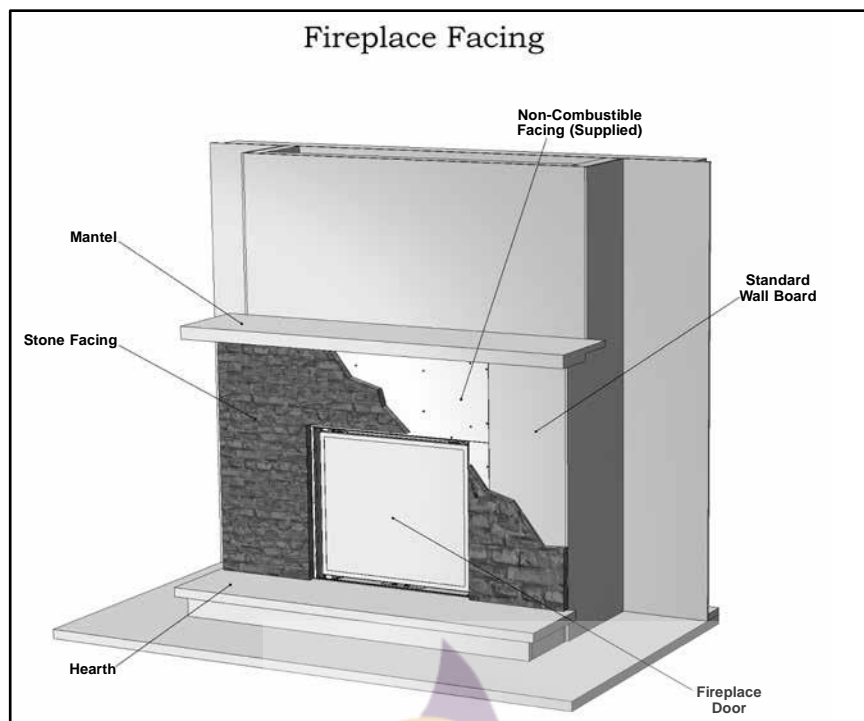 Fireplace Facing
Non-Combustible
Facing (Supplied)
Mantel
Standard
Wall Board
Stone Facing
Hearth
Fireplace
Door